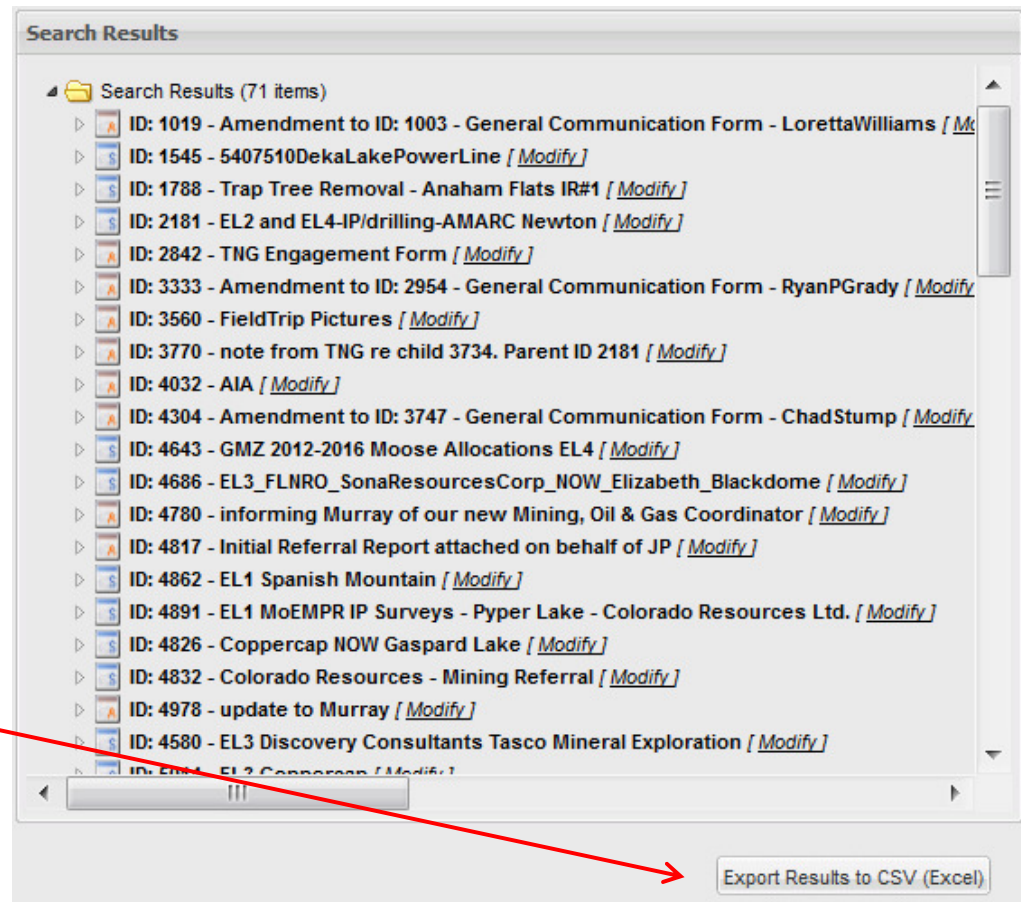 Search Results
Search Results (71 items)
ID: 1019 - Amendment to ID: 1003 - General Communication Form - LorettaWilliams [
ID: 1545 - 5407510DekaLakePowerLine [ Modify ]
ID: 1788 - Trap Tree Removal - Anaham Flats IR#1 [ Modify ]
ID: 2181 - EL2 and EL4-IP/drilling-AMARC Newton [ Modify ]
ID: 2842 - TNG Engagement Form [ Modify ]
ID: 3333 - Amendment to ID: 2954 - General Communication Form - RyanPGrady [ Modify
ID: 3560 - FieldTrip Pictures [ Modify ]
ID: 3770 - note from TNG re child 3734. Parent ID 2181 [ Modify ]
ID: 4032 - AIA [ Modify ]
ID: 4304 - Amendment to ID: 3747 - General Communication Form - ChadStump [ Modify
ID: 4643 - GMZ 2012-2016 Moose Allocations EL4 [ Modify ]
ID: 4686 - EL3_FLNRO_SonaResourcesCorp_NOW_Elizabeth_Blackdome [ Modify ]
ID: 4780 - informing Murray of our new Mining, Oil & Gas Coordinator [ Modify ]
ID: 4817 - Initial Referral Report attached on behalf of JP [ Modify ]
ID: 4862 - EL1 Spanish Mountain [ Modify ]
ID: 4891 - EL1 MoEMPR IP Surveys - Pyper Lake - Colorado Resources Ltd. [ Modify ]
ID: 4826 - Coppercap NOW Gaspard Lake [ Modify ]
ID: 4832 - Colorado Resources - Mining Referral [ Modify ]
ID: 4978 - update to Murray [ Modify ]
ID: 4580 - EL3 Discovery Consultants Tasco Mineral Exploration [ Modify ]
Export Results to CSV (Excel)